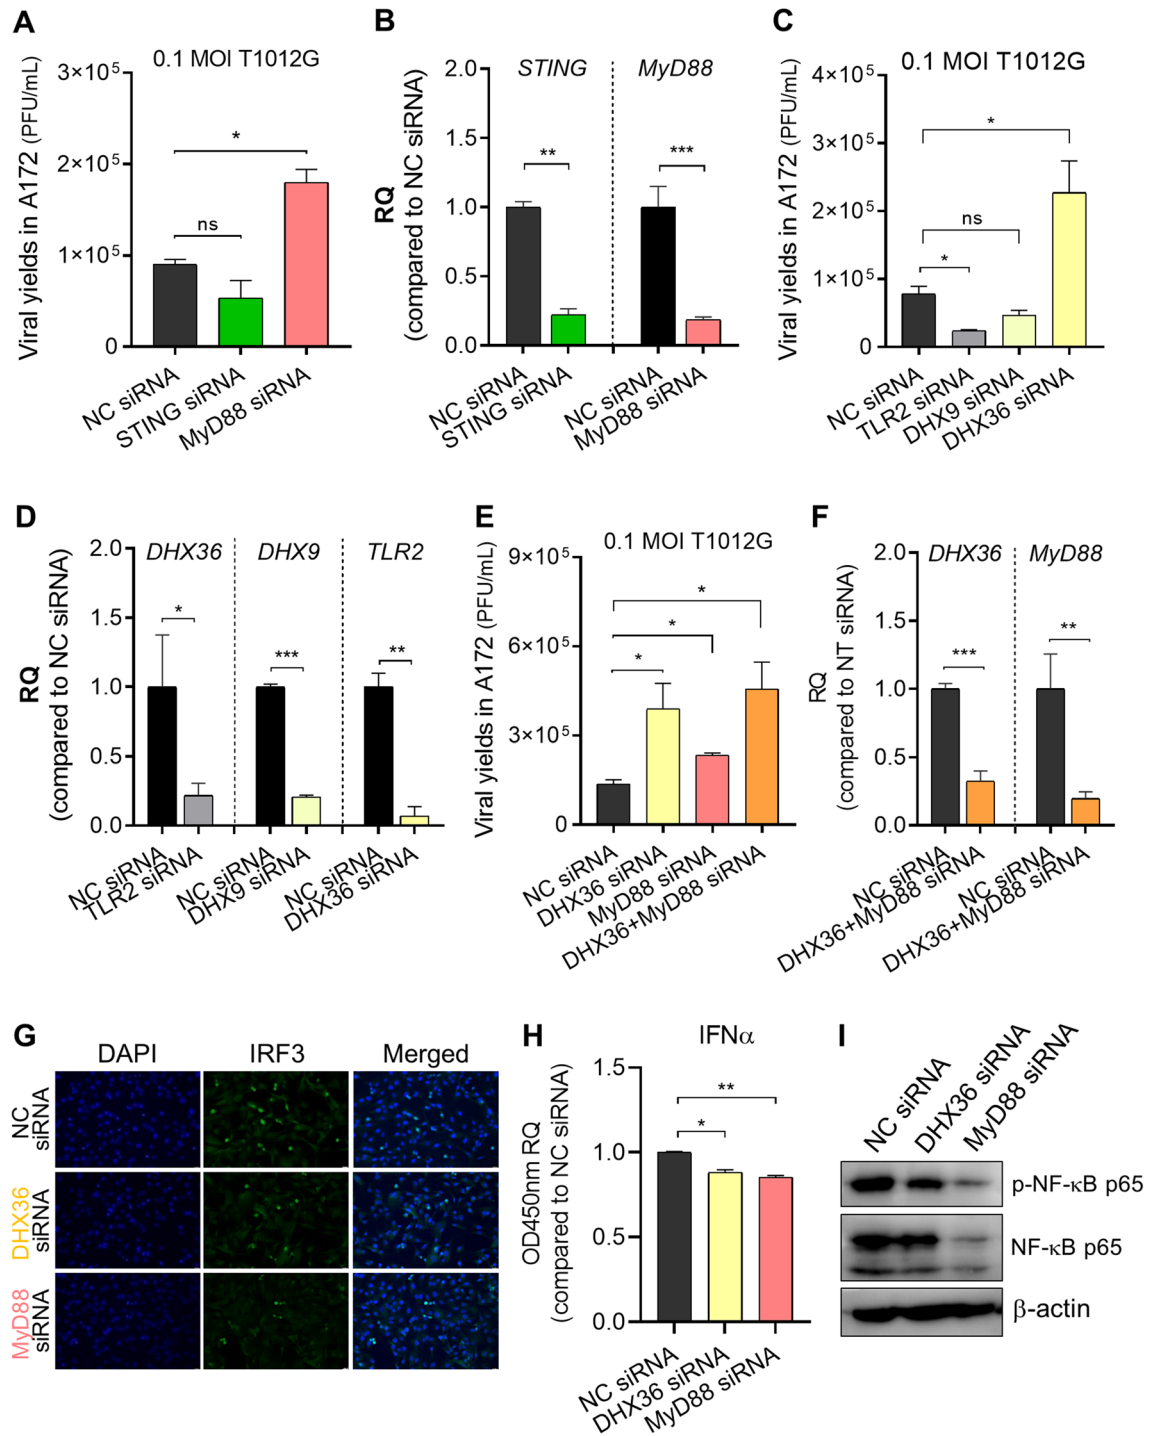 A
0.1 MOI T1012G
Viral yields in A172 (PFU/mL)
3×10⁵
2×10⁵
1×10⁵
0
*
ns
NC siRNA
STING siRNA
MyD88 siRNA
B
RQ
(compared to NC siRNA)
2.0
1.5
1.0
0.5
0.0
STING
MyD88
**
***
NC siRNA
STING siRNA
NC siRNA
MyD88 siRNA
C
0.1 MOI T1012G
Viral yields in A172 (PFU/mL)
4×10⁵
3×10⁵
2×10⁵
1×10⁵
0
*
ns
*
NC siRNA
TLR2 siRNA
DHX9 siRNA
DHX36 siRNA
D
RQ
(compared to NC siRNA)
2.0
1.5
1.0
0.5
0.0
DHX36
DHX9
TLR2
*
***
**
NC siRNA
TLR2 siRNA
NC siRNA
DHX9 siRNA
NC siRNA
DHX36 siRNA
E
0.1 MOI T1012G
Viral yields in A172 (PFU/mL)
9×10⁵
6×10⁵
3×10⁵
0
*
*
*
NC siRNA
DHX36 siRNA
MyD88 siRNA
DHX36+MyD88 siRNA
F
RQ
(compared to NT siRNA)
2.0
1.5
1.0
0.5
0.0
DHX36
MyD88
***
**
NC siRNA
DHX36+MyD88 siRNA
NC siRNA
DHX36+MyD88 siRNA
G
DAPI
IRF3
Merged
NC
siRNA
DHX36
siRNA
MyD88
siRNA
H
IFNα
OD450nm RQ
(compared to NC siRNA)
1.5
1.0
0.5
0.0
**
*
NC siRNA
DHX36 siRNA
MyD88 siRNA
I
NC siRNA
DHX36 siRNA
MyD88 siRNA
p-NF-κB p65
NF-κB p65
β-actin